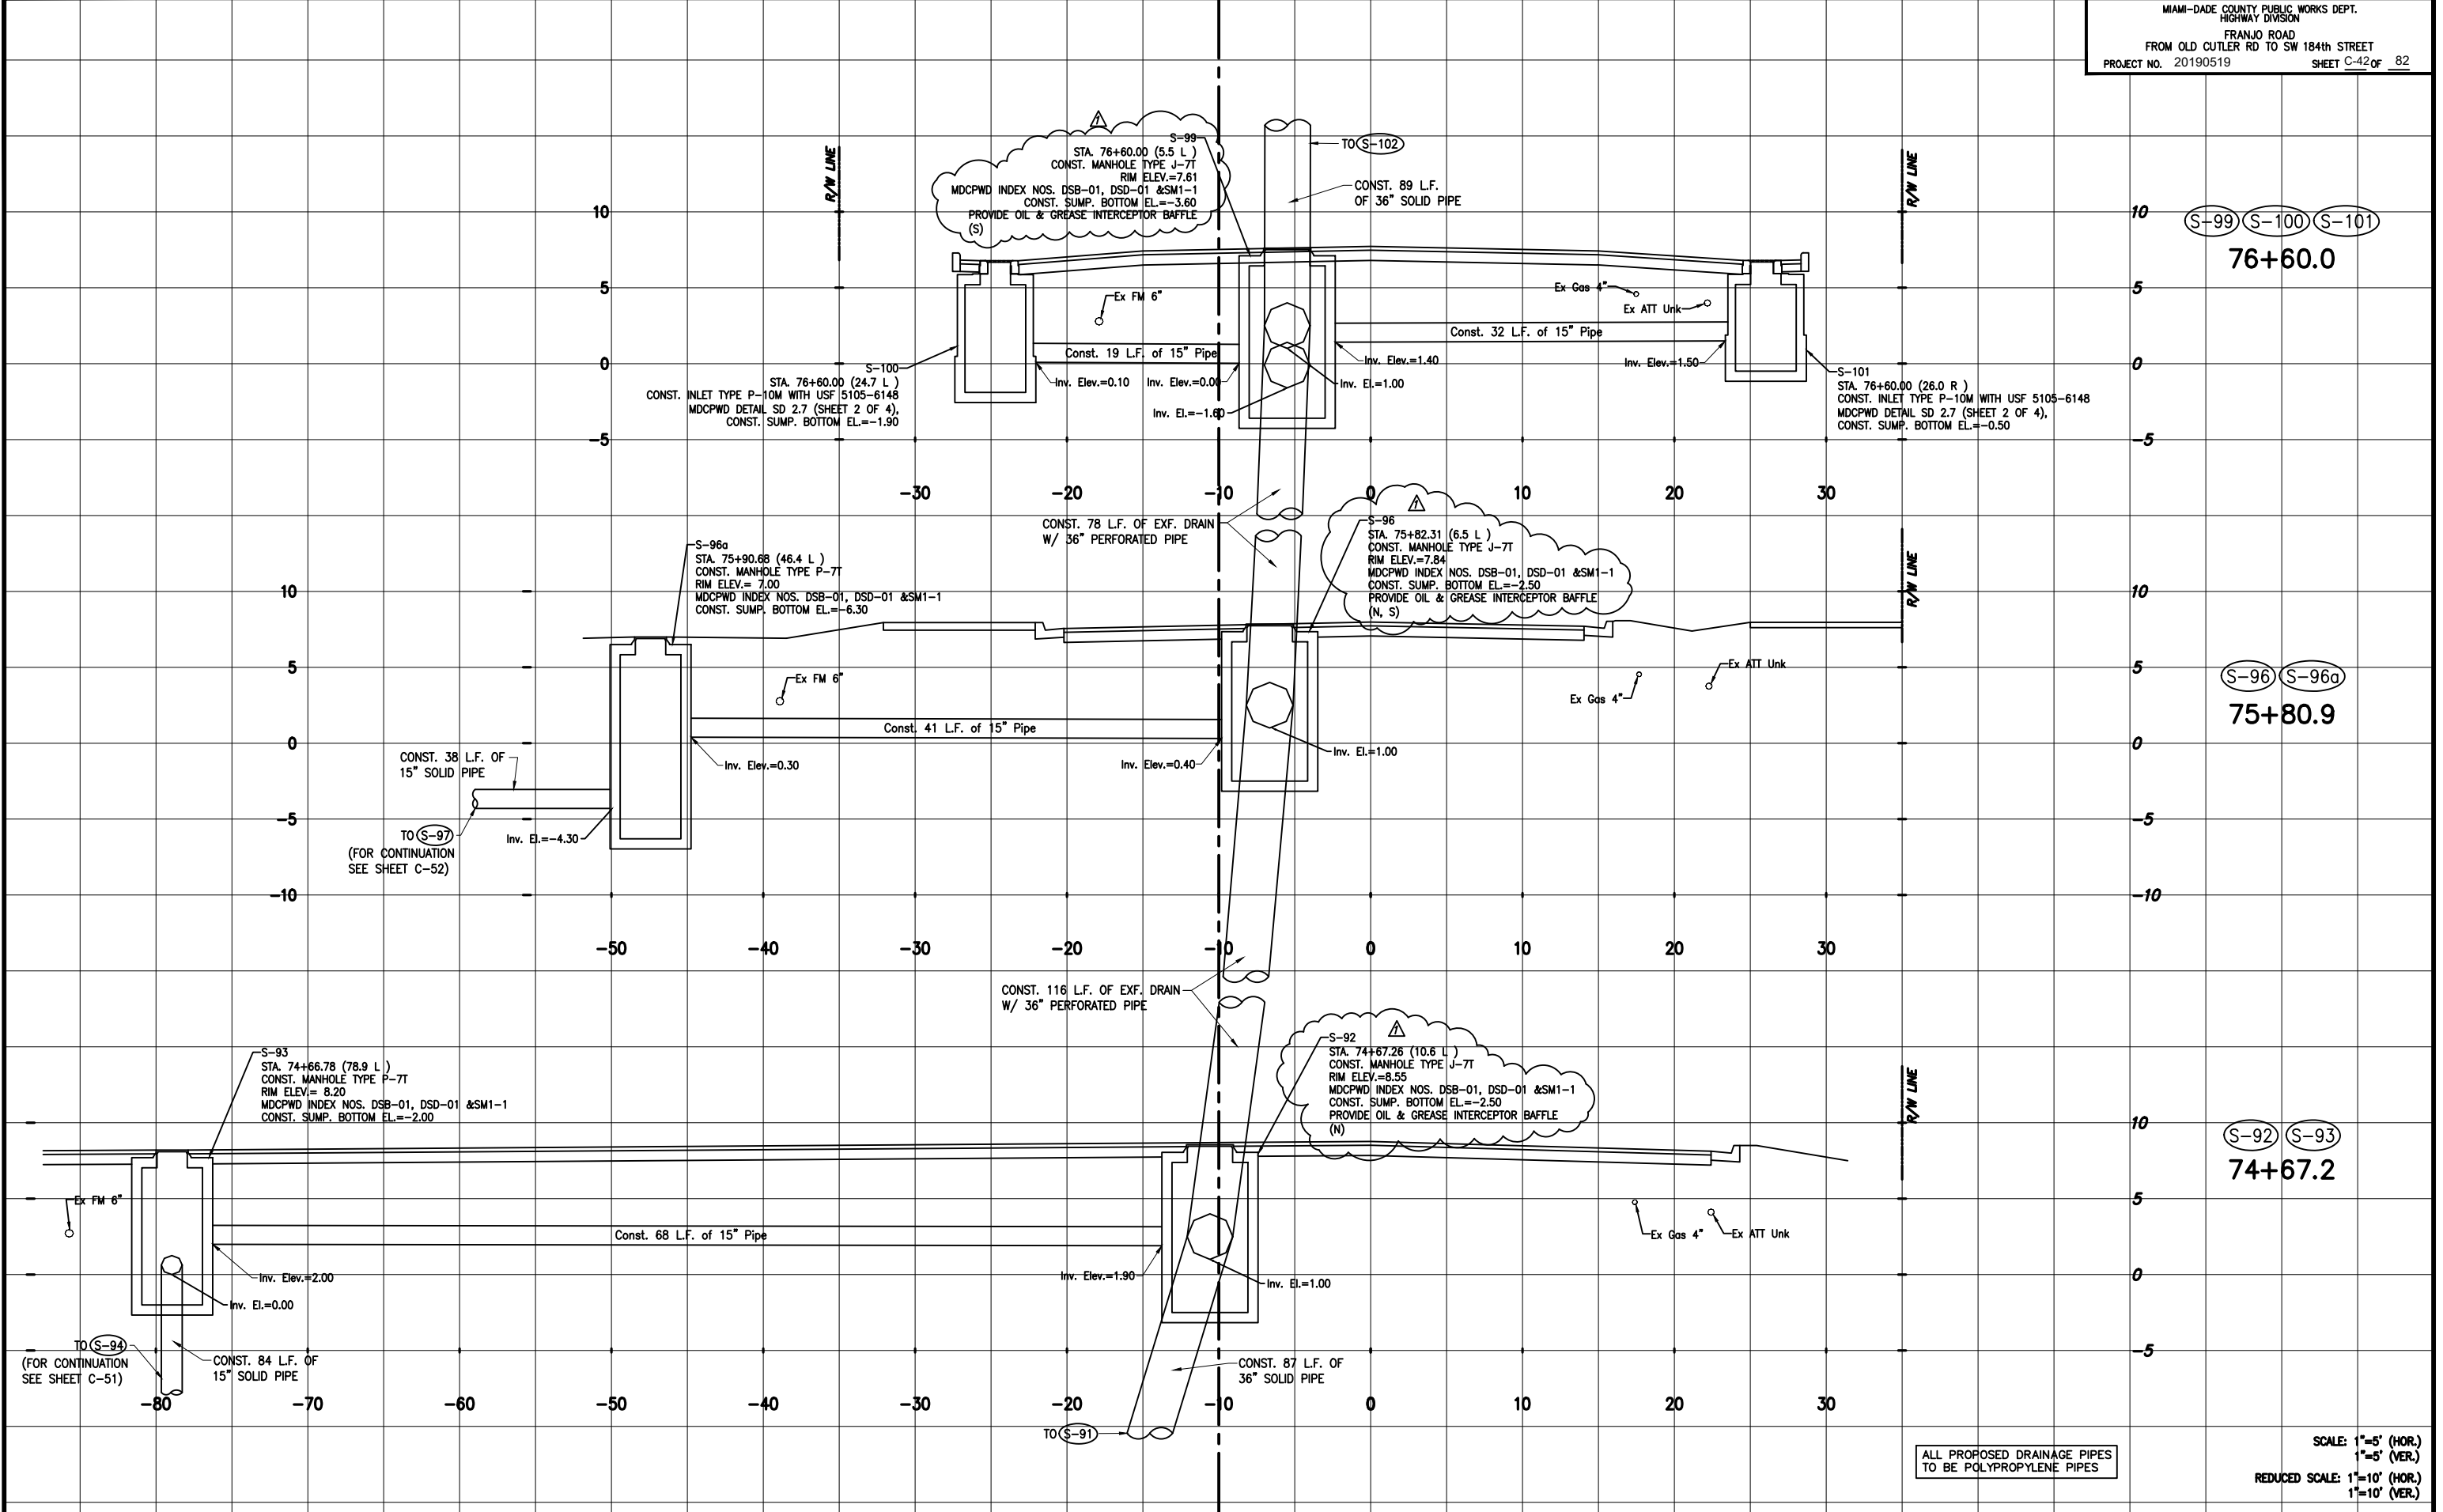 MIAMI-DADE COUNTY PUBLIC WORKS DEPT.
HIGHWAY DIVISION
FRANJO ROAD
FROM OLD CUTLER RD TO SW 184th STREET
PROJECT NO. 20190519 SHEET C-42 OF 82
1
S-99
STA. 76+60.00 (5.5 L )
CONST. MANHOLE TYPE J-7T
RIM ELEV.=7.61
MDCPWD INDEX NOS. DSB-01, DSD-01 &SM1-1
CONST. SUMP. BOTTOM EL.=-3.60
PROVIDE OIL & GREASE INTERCEPTOR BAFFLE
(S)
R/W LINE
TO S-102
CONST. 89 L.F.
OF 36" SOLID PIPE
R/W LINE
10
10
S-99 S-100 S-101
76+60.0
5
5
Ex FM 6"
Ex Gas 4"
Ex ATT Unk
Const. 19 L.F. of 15" Pipe
Const. 32 L.F. of 15" Pipe
0
0
S-100
STA. 76+60.00 (24.7 L )
CONST. INLET TYPE P-10M WITH USF 5105-6148
MDCPWD DETAIL SD 2.7 (SHEET 2 OF 4),
CONST. SUMP. BOTTOM EL.=-1.90
Inv. Elev.=0.10
Inv. Elev.=0.00
Inv. El.=-1.60
Inv. Elev.=1.40
Inv. El.=1.00
Inv. Elev.=1.50
S-101
STA. 76+60.00 (26.0 R )
CONST. INLET TYPE P-10M WITH USF 5105-6148
MDCPWD DETAIL SD 2.7 (SHEET 2 OF 4),
CONST. SUMP. BOTTOM EL.=-0.50
-5
-5
-30 -20 -10 0 10 20 30
CONST. 78 L.F. OF EXF. DRAIN
W/ 36" PERFORATED PIPE
1
S-96
STA. 75+82.31 (6.5 L )
CONST. MANHOLE TYPE J-7T
RIM ELEV.=7.84
MDCPWD INDEX NOS. DSB-01, DSD-01 &SM1-1
CONST. SUMP. BOTTOM EL.=-2.50
PROVIDE OIL & GREASE INTERCEPTOR BAFFLE
(N, S)
S-96a
STA. 75+90.68 (46.4 L )
CONST. MANHOLE TYPE P-7T
RIM ELEV.= 7.00
MDCPWD INDEX NOS. DSB-01, DSD-01 &SM1-1
CONST. SUMP. BOTTOM EL.=-6.30
R/W LINE
10
10
5
5
Ex FM 6"
Ex Gas 4"
Ex ATT Unk
S-96 S-96a
75+80.9
Const. 41 L.F. of 15" Pipe
0
0
CONST. 38 L.F. OF
15" SOLID PIPE
Inv. Elev.=0.30
Inv. Elev.=0.40
Inv. El.=1.00
-5
-5
TO S-97
(FOR CONTINUATION
SEE SHEET C-52)
Inv. El.=-4.30
-10
-10
-50 -40 -30 -20 -10 0 10 20 30
CONST. 116 L.F. OF EXF. DRAIN
W/ 36" PERFORATED PIPE
1
S-92
STA. 74+67.26 (10.6 L )
CONST. MANHOLE TYPE J-7T
RIM ELEV.=8.55
MDCPWD INDEX NOS. DSB-01, DSD-01 &SM1-1
CONST. SUMP. BOTTOM EL.=-2.50
PROVIDE OIL & GREASE INTERCEPTOR BAFFLE
(N)
S-93
STA. 74+66.78 (78.9 L )
CONST. MANHOLE TYPE P-7T
RIM ELEV.= 8.20
MDCPWD INDEX NOS. DSB-01, DSD-01 &SM1-1
CONST. SUMP. BOTTOM EL.=-2.00
R/W LINE
10
S-92 S-93
74+67.2
5
Ex FM 6"
Const. 68 L.F. of 15" Pipe
Ex Gas 4"
Ex ATT Unk
0
Inv. Elev.=2.00
Inv. El.=0.00
Inv. Elev.=1.90
Inv. El.=1.00
-5
TO S-94
(FOR CONTINUATION
SEE SHEET C-51)
CONST. 84 L.F. OF
15" SOLID PIPE
CONST. 87 L.F. OF
36" SOLID PIPE
-80 -70 -60 -50 -40 -30 -20 -10 0 10 20 30
TO S-91
ALL PROPOSED DRAINAGE PIPES
TO BE POLYPROPYLENE PIPES
SCALE: 1"=5' (HOR.)
1"=5' (VER.)
REDUCED SCALE: 1"=10' (HOR.)
1"=10' (VER.)